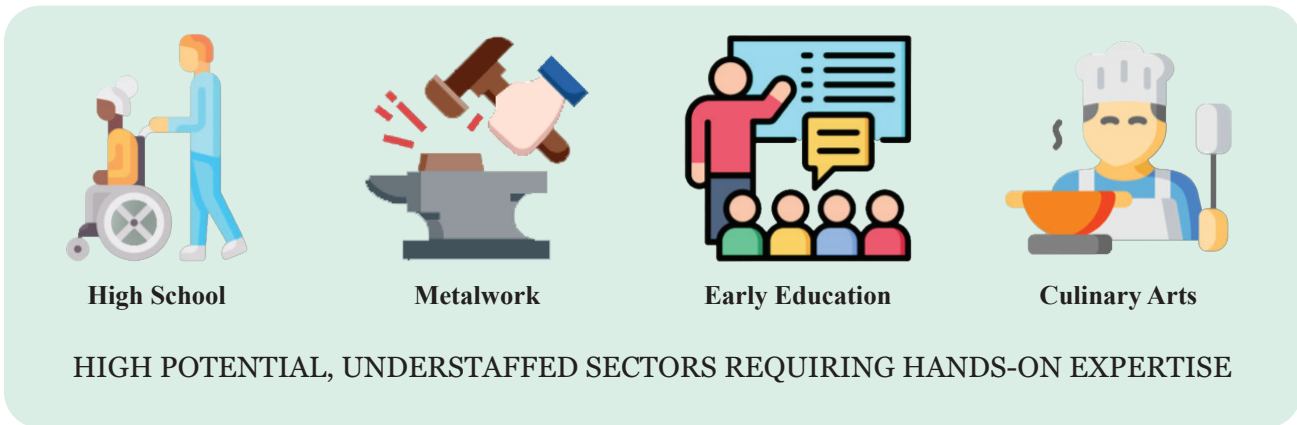 High School
Metalwork
Early Education
Culinary Arts
HIGH POTENTIAL, UNDERSTAFFED SECTORS REQUIRING HANDS-ON EXPERTISE